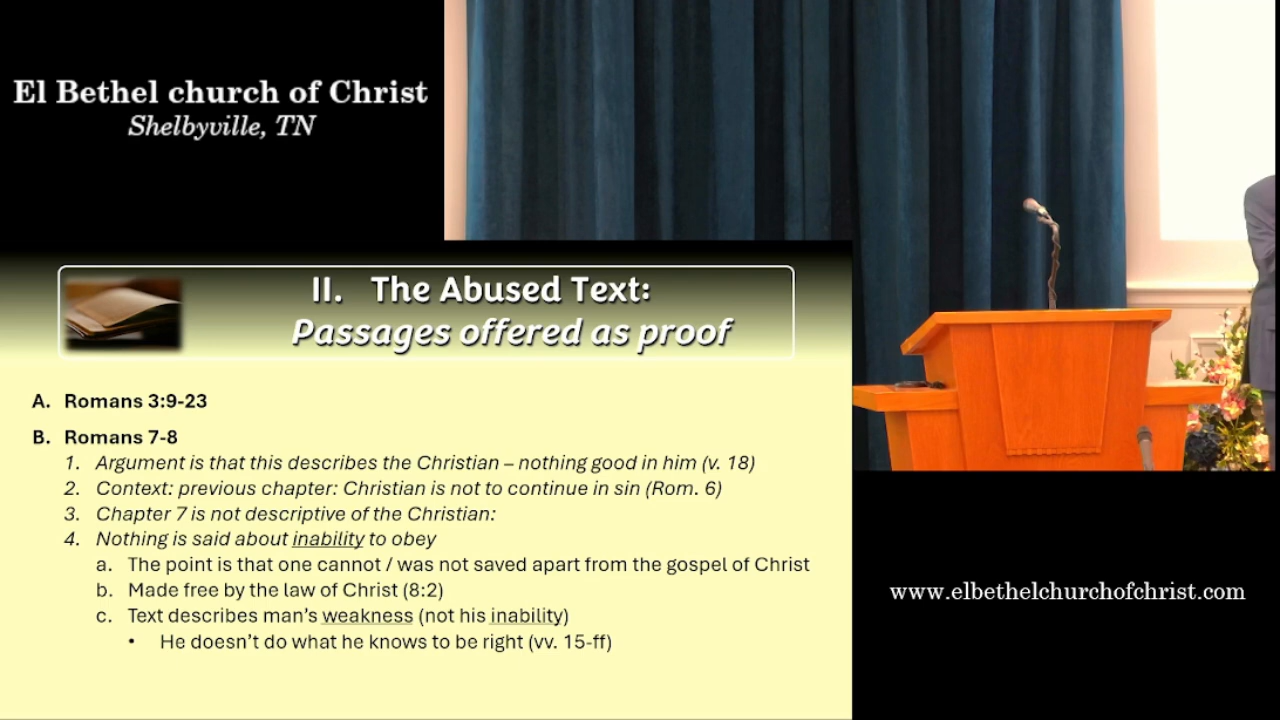 El Bethel church of Christ
Shelbyville, TN
II. The Abused Text:
Passages offered as proof
A. Romans 3:9-23
B. Romans 7-8
1. Argument is that this describes the Christian – nothing good in him (v. 18)
2. Context: previous chapter: Christian is not to continue in sin (Rom. 6)
3. Chapter 7 is not descriptive of the Christian:
4. Nothing is said about inability to obey
a. The point is that one cannot / was not saved apart from the gospel of Christ
b. Made free by the law of Christ (8:2)
c. Text describes man's weakness (not his inability)
• He doesn't do what he knows to be right (vv. 15-ff)
www.elbethelchurchofchrist.com